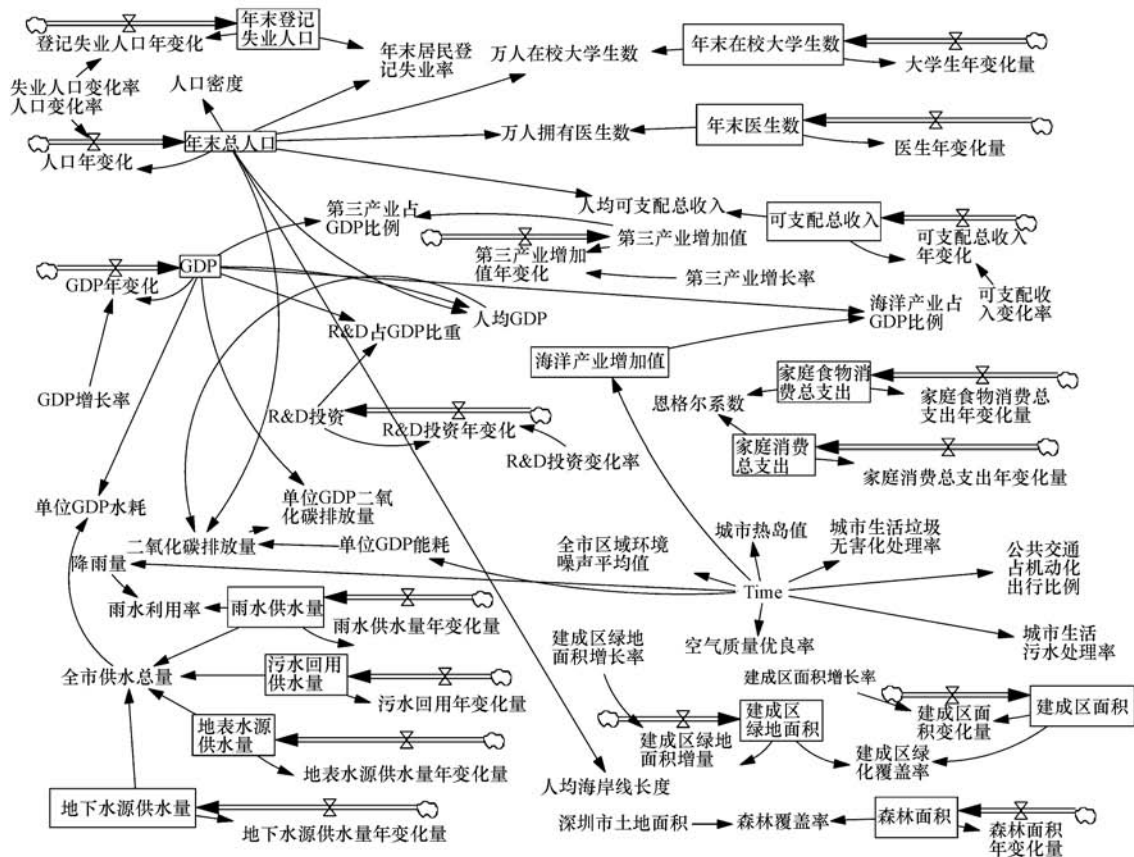 年末登记
失业人口
登记失业人口年变化
年末居民登
记失业率
万人在校大学生数
年末在校大学生数
大学生年变化量
失业人口变化率
人口变化率
人口密度
年末总人口
人口年变化
万人拥有医生数
年末医生数
医生年变化量
第三产业占
GDP比例
人均可支配总收入
可支配总收入
可支配总收入
年变化
第三产业增加值
第三产业增加
值年变化
第三产业增长率
可支配收
入变化率
GDP
GDP年变化
R&D占GDP比重
人均GDP
海洋产业占
GDP比例
海洋产业增加值
GDP增长率
家庭食物消
费总支出
家庭食物消费总
支出年变化量
恩格尔系数
R&D投资
R&D投资年变化
R&D投资变化率
家庭消费
总支出
家庭消费总支出年变化量
单位GDP水耗
单位GDP二氧
化碳排放量
二氧化碳排放量
单位GDP能耗
降雨量
全市区域环境
噪声平均值
城市热岛值
城市生活垃圾
无害化处理率
公共交通
占机动化
出行比例
Time
雨水利用率
雨水供水量
雨水供水量年变化量
空气质量优良率
城市生活
污水处理率
建成区绿地
面积增长率
全市供水总量
污水回用
供水量
污水回用年变化量
建成区面积增长率
建成区面
积变化量
建成区面积
地表水源
供水量
地表水源供水量年变化量
建成区绿地
面积增量
建成区
绿地面积
建成区绿
化覆盖率
人均海岸线长度
地下水源供水量
地下水源供水量年变化量
深圳市土地面积
森林覆盖率
森林面积
森林面积
年变化量